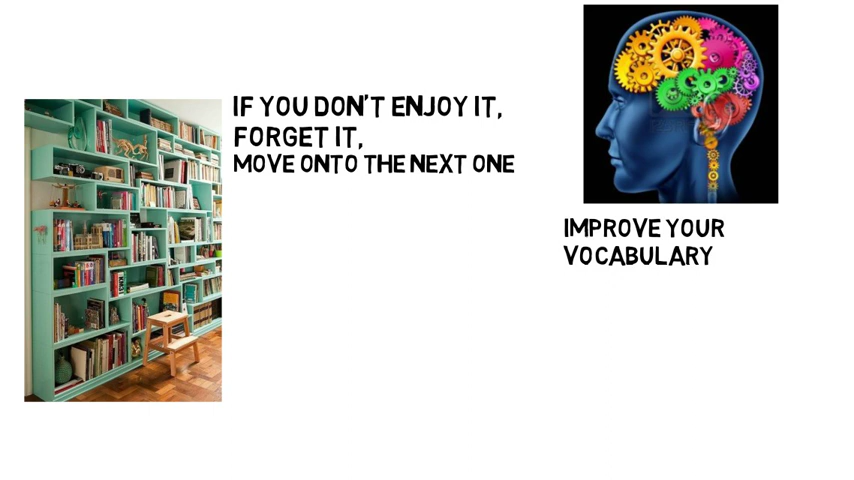 IF YOU DON'T ENJOY IT,
FORGET IT,
MOVE ONTO THE NEXT ONE
IMPROVE YOUR
VOCABULARY